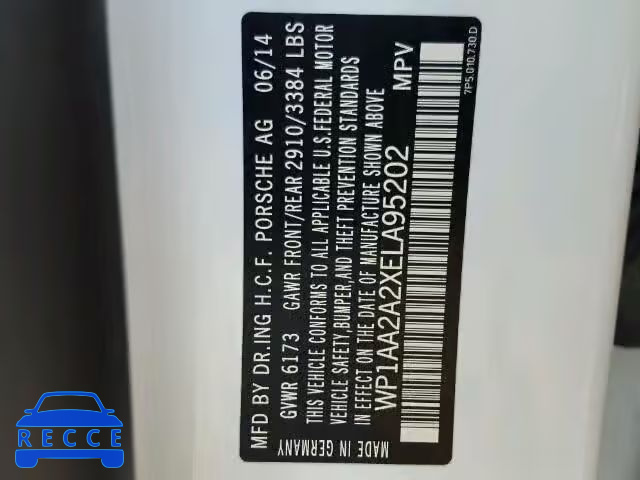 MFD BY DR.ING H.C.F. PORSCHE AG 06/14
GVWR 6173 GAWR FRONT/REAR 2910/3384 LBS
THIS VEHICLE CONFORMS TO ALL APPLICABLE U.S.FEDERAL MOTOR
VEHICLE SAFETY,BUMPER,AND THEFT PREVENTION STANDARDS
IN EFFECT ON THE DATE OF MANUFACTURE SHOWN ABOVE
WP1AA2A2XELA95202 MPV
MADE IN
GERMANY
7P5.010.730.D
RECCE